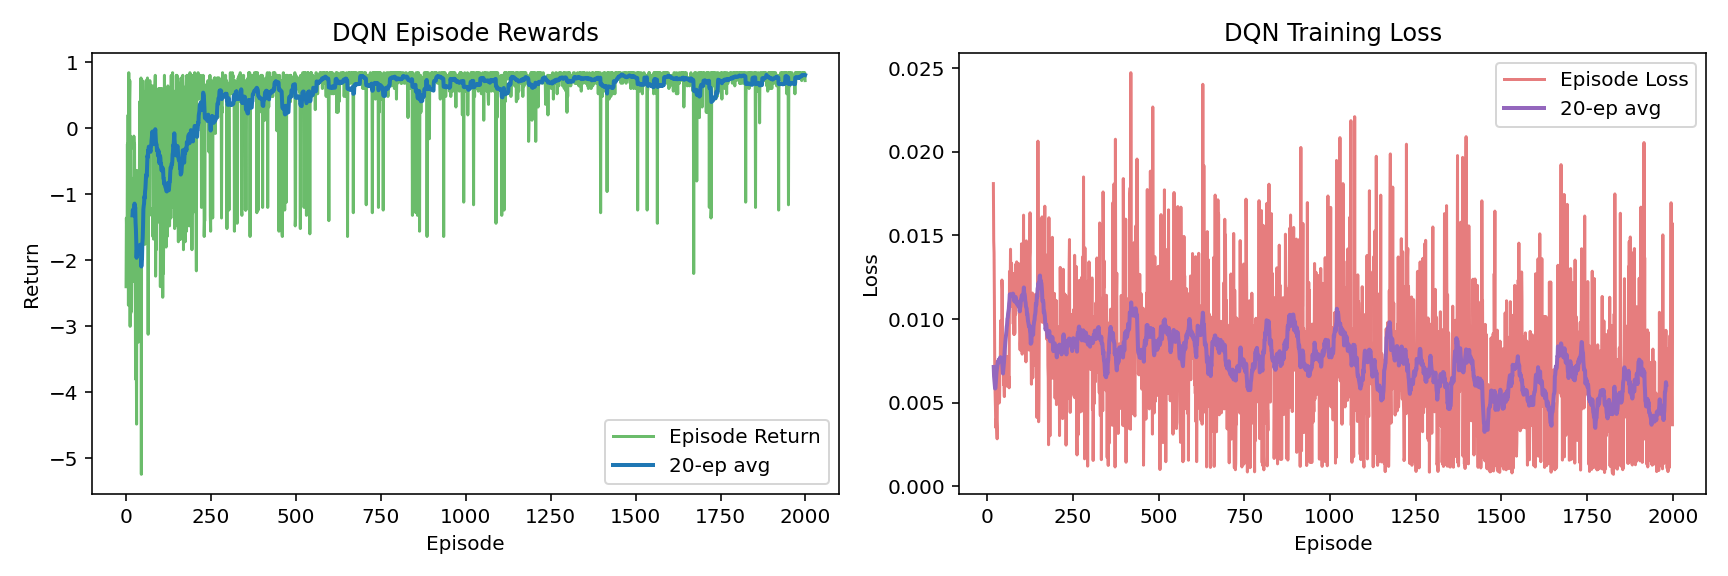 DQN Episode Rewards
Return
1
0
−1
−2
−3
−4
−5
0 250 500 750 1000 1250 1500 1750 2000
Episode
Episode Return
20-ep avg
DQN Training Loss
Loss
0.025
0.020
0.015
0.010
0.005
0.000
0 250 500 750 1000 1250 1500 1750 2000
Episode
Episode Loss
20-ep avg